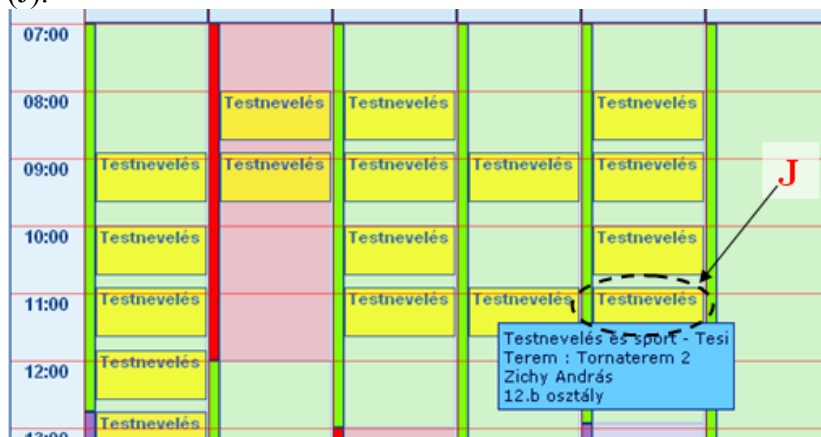 (J).
07:00
08:00 Testnevelés Testnevelés Testnevelés
09:00 Testnevelés Testnevelés Testnevelés Testnevelés Testnevelés
J
10:00 Testnevelés Testnevelés Testnevelés
11:00 Testnevelés Testnevelés Testnevelés Testnevelés
Testnevelés és sport - Tesi
Terem : Tornaterem 2
Zichy András
12.b osztály
12:00 Testnevelés
13:00 Testnevelés